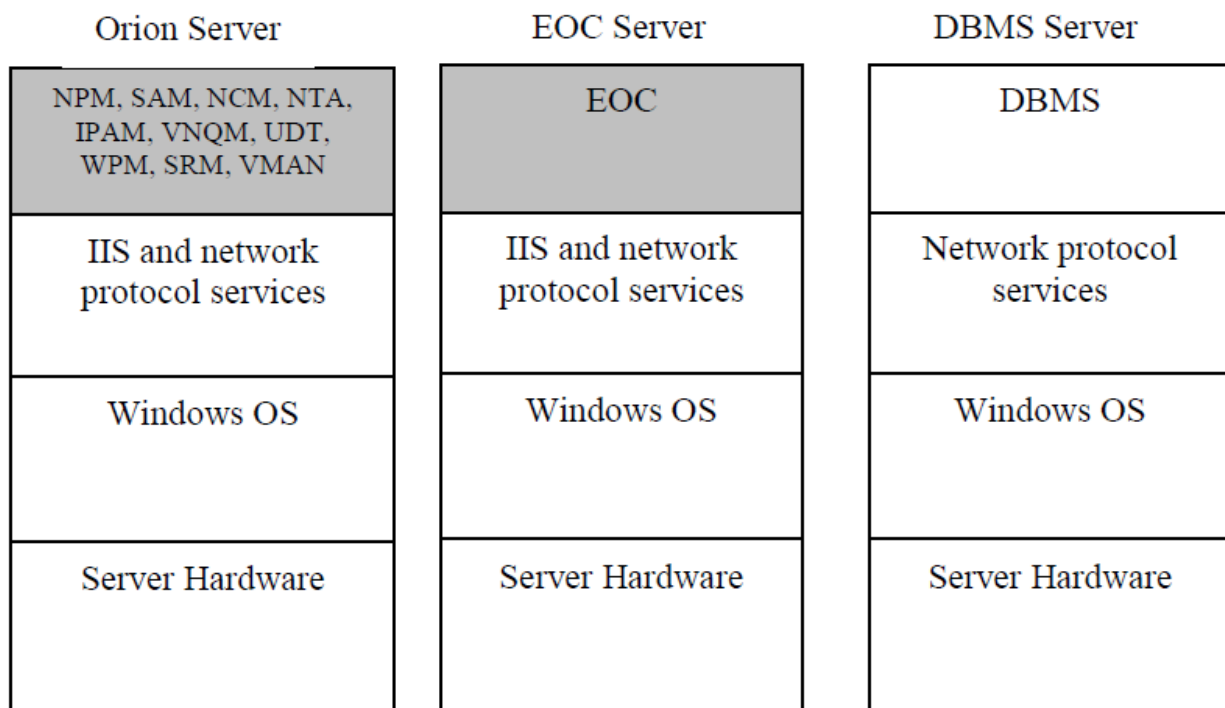 Orion Server
NPM, SAM, NCM, NTA,
IPAM, VNQM, UDT,
WPM, SRM, VMAN
IIS and network
protocol services
Windows OS
Server Hardware
EOC Server
EOC
IIS and network
protocol services
Windows OS
Server Hardware
DBMS Server
DBMS
Network protocol
services
Windows OS
Server Hardware